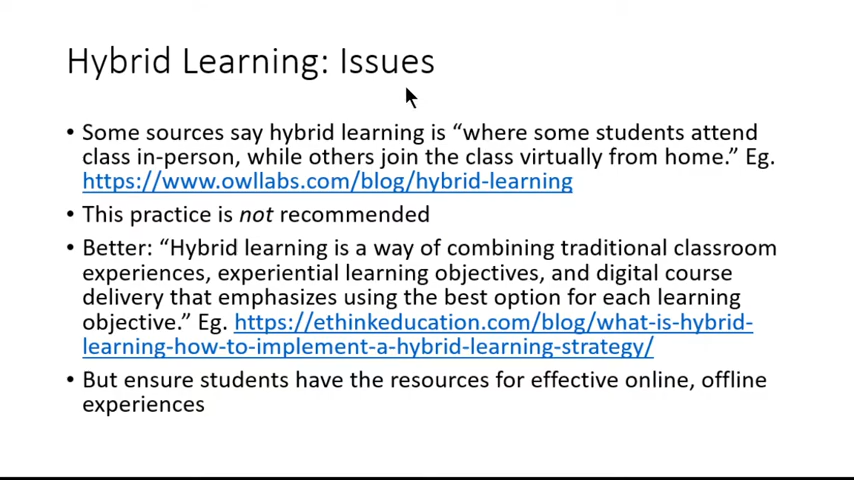 Hybrid Learning: Issues
• Some sources say hybrid learning is “where some students attend
class in-person, while others join the class virtually from home.” Eg.
https://www.owllabs.com/blog/hybrid-learning
• This practice is not recommended
• Better: “Hybrid learning is a way of combining traditional classroom
experiences, experiential learning objectives, and digital course
delivery that emphasizes using the best option for each learning
objective.” Eg. https://ethinkeducation.com/blog/what-is-hybrid-
learning-how-to-implement-a-hybrid-learning-strategy/
• But ensure students have the resources for effective online, offline
experiences